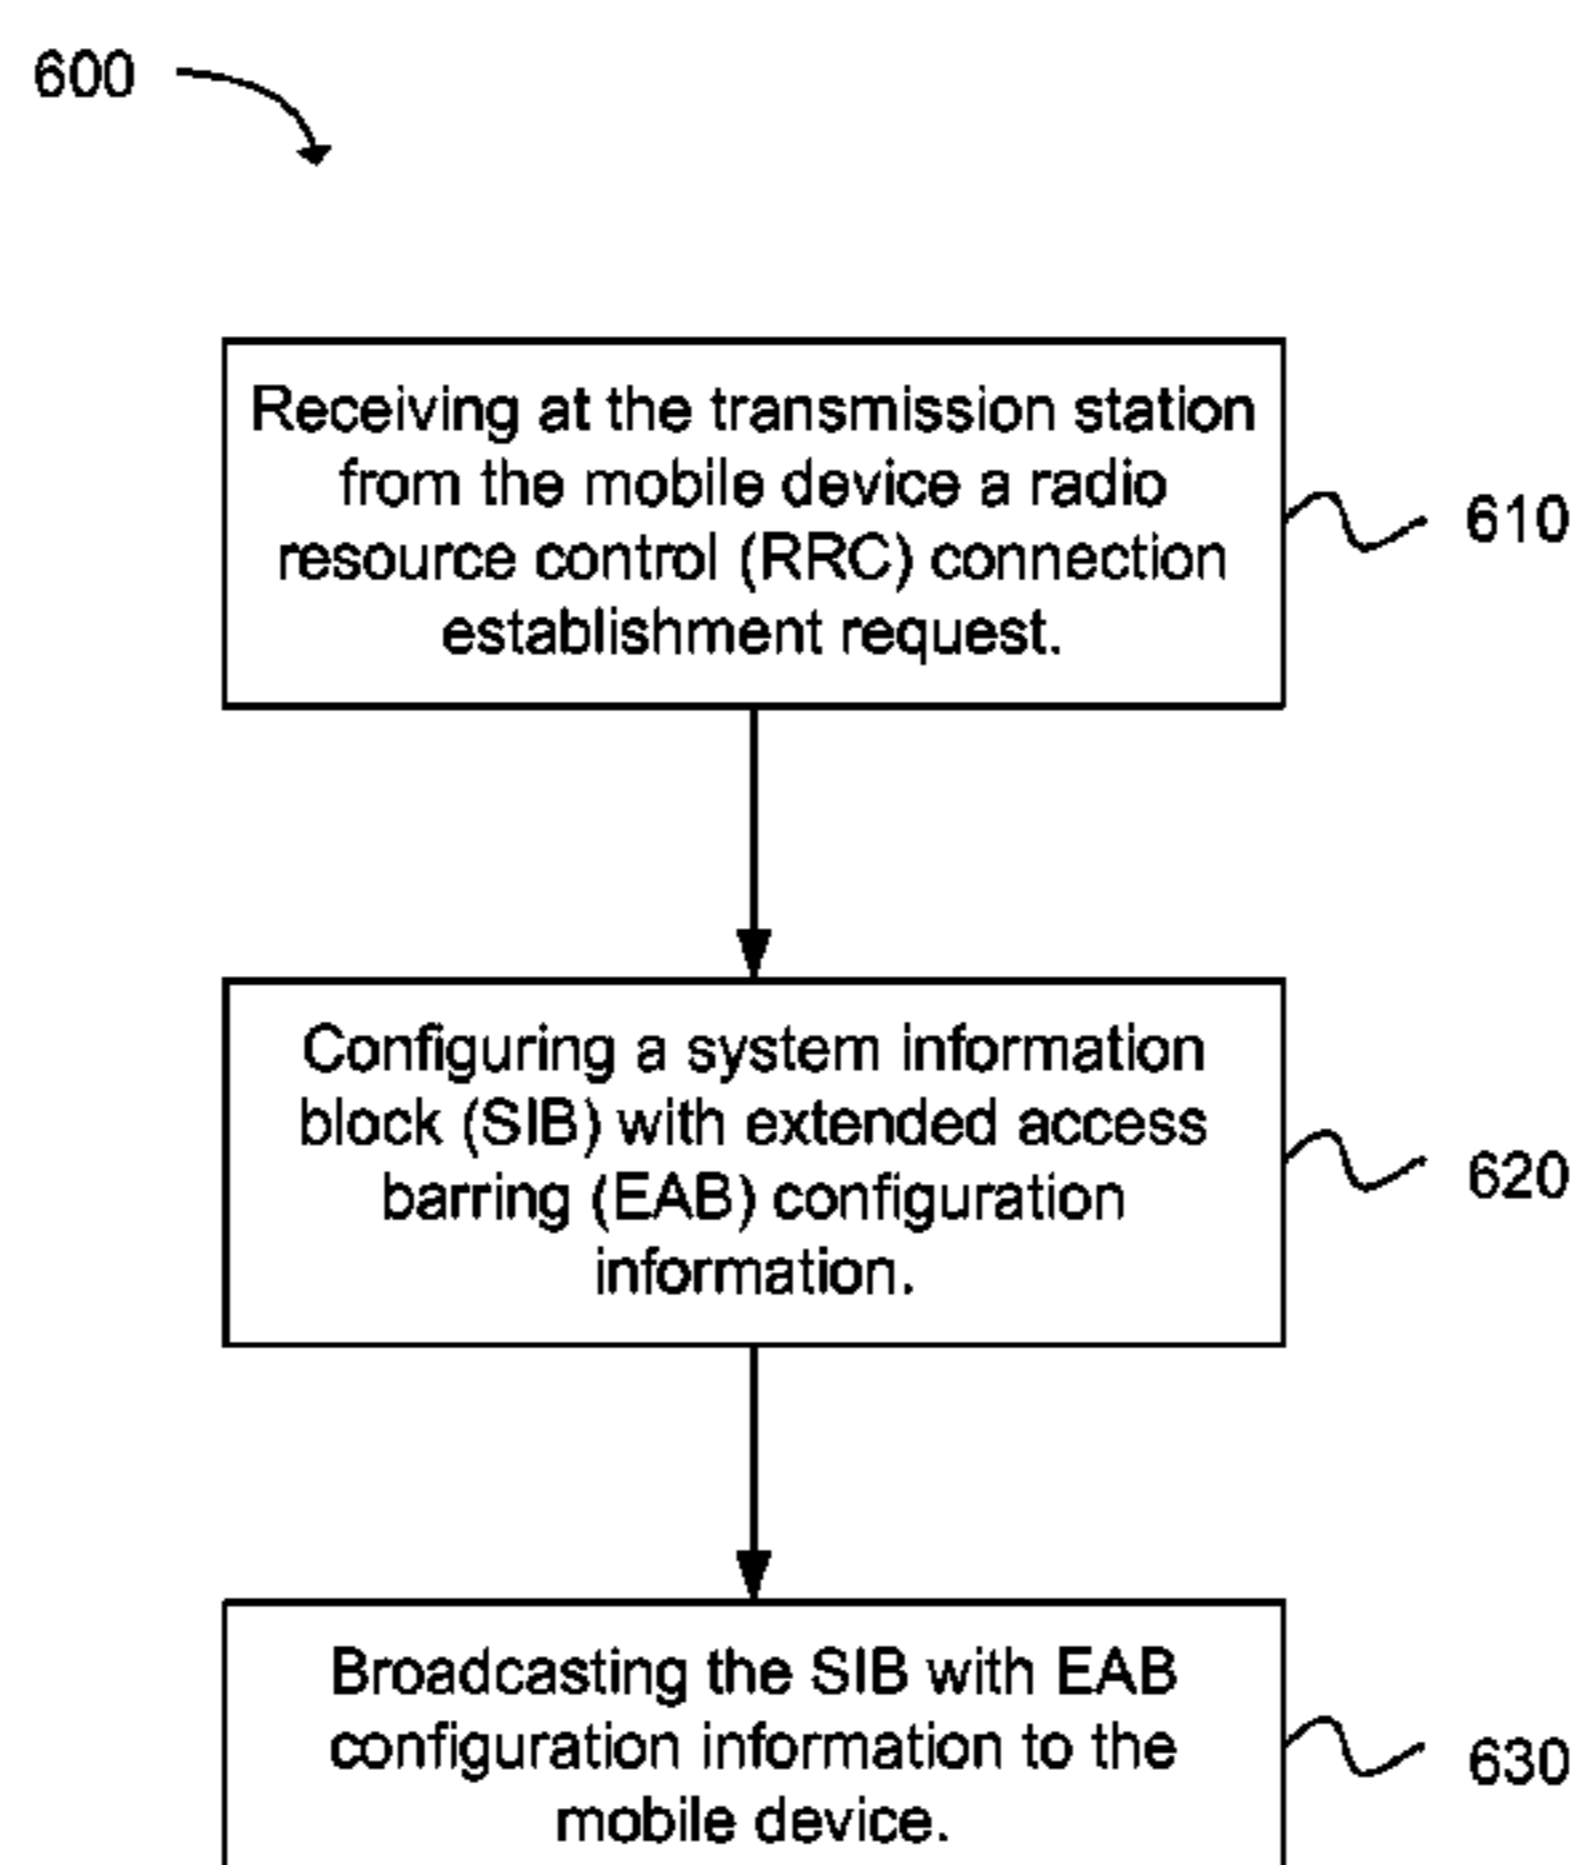 600
Receiving at the transmission station
from the mobile device a radio
resource control (RRC) connection
establishment request.
610
Configuring a system information
block (SIB) with extended access
barring (EAB) configuration
information.
620
Broadcasting the SIB with EAB
configuration information to the
mobile device.
630